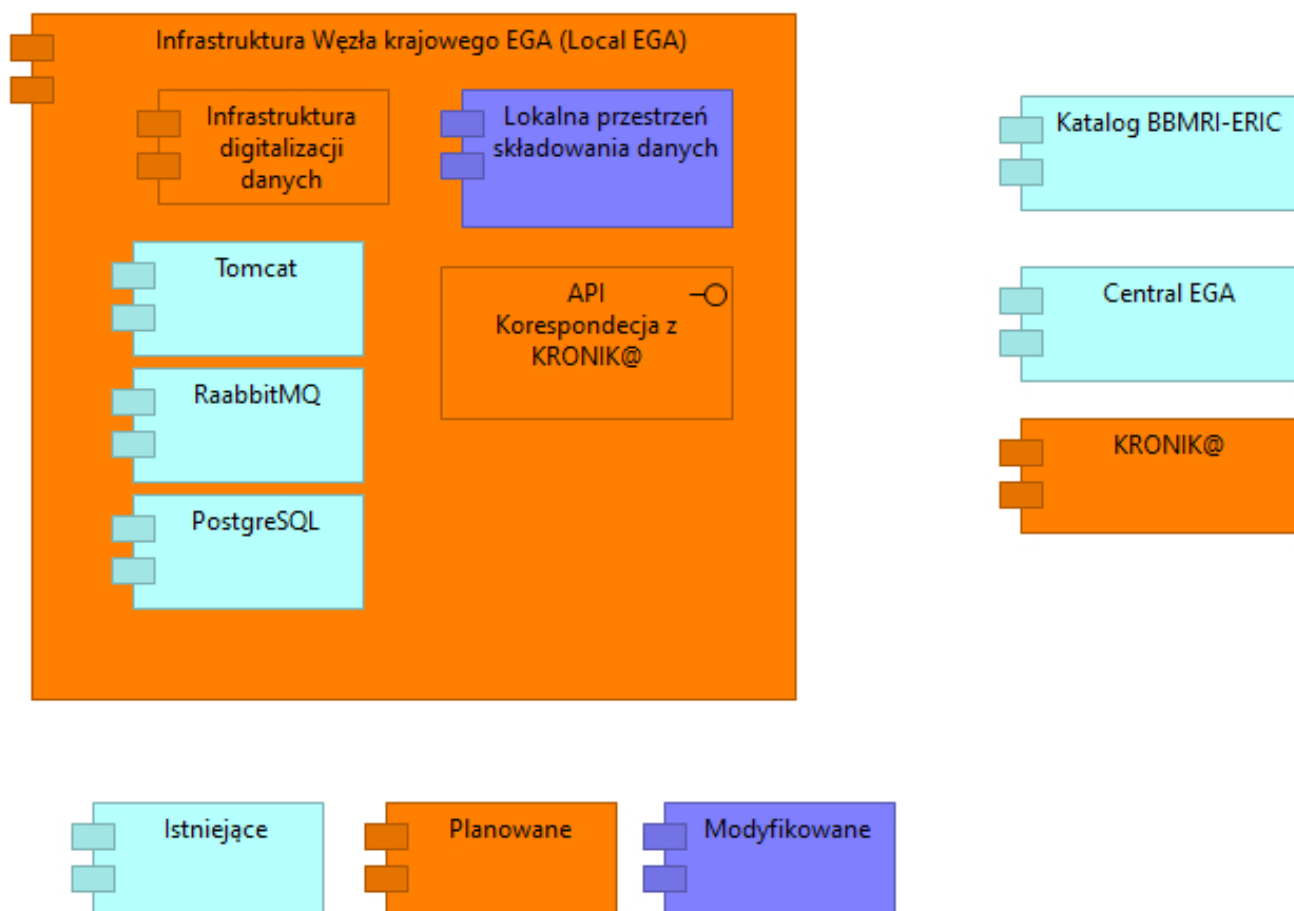 Infrastruktura Węzła krajowego EGA (Local EGA)
Infrastruktura
digitalizacji
danych
Lokalna przestrzeń
składowania danych
Tomcat
API
Korespondecja z
KRONIK@
RaabbitMQ
PostgreSQL
Katalog BBMRI-ERIC
Central EGA
KRONIK@
Istniejące
Planowane
Modyfikowane